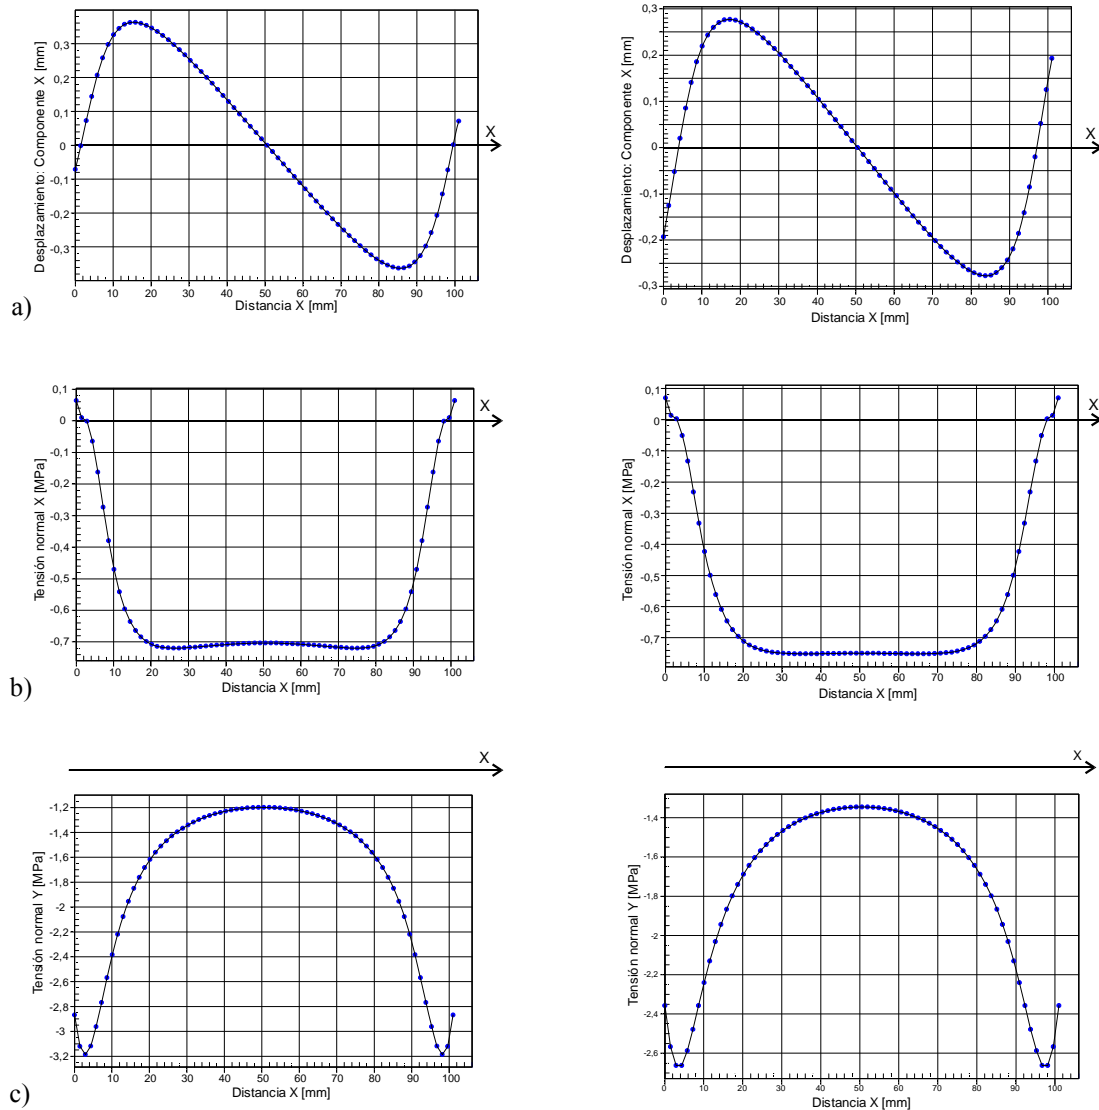 0,3
0,2
0,1
0
-0,1
-0,2
-0,3
Desplazamiento: Componente X [mm]
X
0 10 20 30 40 50 60 70 80 90 100
Distancia X [mm]
a)
0,3
0,2
0,1
0
-0,1
-0,2
-0,3
Desplazamiento: Componente X [mm]
X
0 10 20 30 40 50 60 70 80 90 100
Distancia X [mm]
0,1
0
-0,1
-0,2
-0,3
-0,4
-0,5
-0,6
-0,7
Tensión normal X [MPa]
X
0 10 20 30 40 50 60 70 80 90 100
Distancia X [mm]
b)
0,1
0
-0,1
-0,2
-0,3
-0,4
-0,5
-0,6
-0,7
Tensión normal X [MPa]
X
0 10 20 30 40 50 60 70 80 90 100
Distancia X [mm]
X
-1,2
-1,4
-1,6
-1,8
-2
-2,2
-2,4
-2,6
-2,8
-3
-3,2
Tensión normal Y [MPa]
0 10 20 30 40 50 60 70 80 90 100
Distancia X [mm]
c)
X
-1,4
-1,6
-1,8
-2
-2,2
-2,4
-2,6
Tensión normal Y [MPa]
0 10 20 30 40 50 60 70 80 90 100
Distancia X [mm]